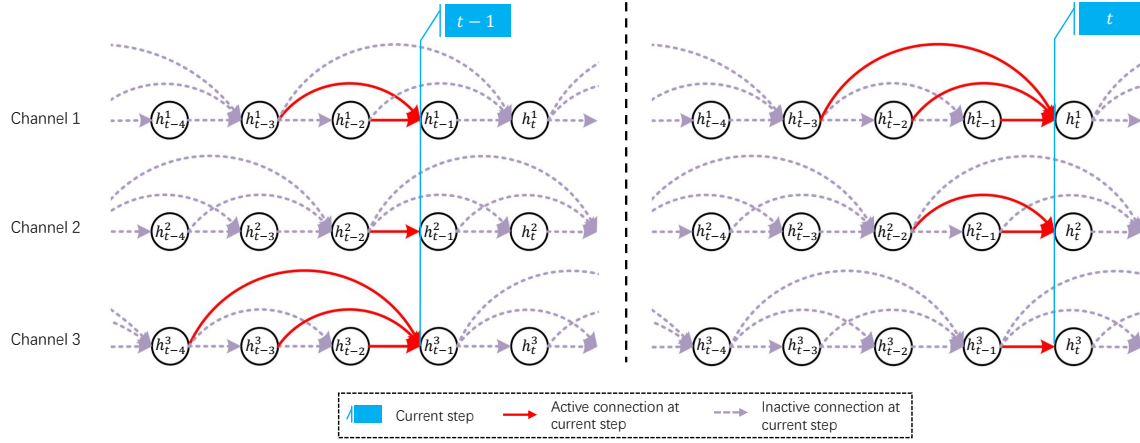 t − 1
t
Channel 1
h¹ₜ₋₄ h¹ₜ₋₃ h¹ₜ₋₂ h¹ₜ₋₁ h¹ₜ h¹ₜ₋₄ h¹ₜ₋₃ h¹ₜ₋₂ h¹ₜ₋₁ h¹ₜ
Channel 2
h²ₜ₋₄ h²ₜ₋₃ h²ₜ₋₂ h²ₜ₋₁ h²ₜ h²ₜ₋₄ h²ₜ₋₃ h²ₜ₋₂ h²ₜ₋₁ h²ₜ
Channel 3
h³ₜ₋₄ h³ₜ₋₃ h³ₜ₋₂ h³ₜ₋₁ h³ₜ h³ₜ₋₄ h³ₜ₋₃ h³ₜ₋₂ h³ₜ₋₁ h³ₜ
Current step
Active connection at
current step
Inactive connection at
current step